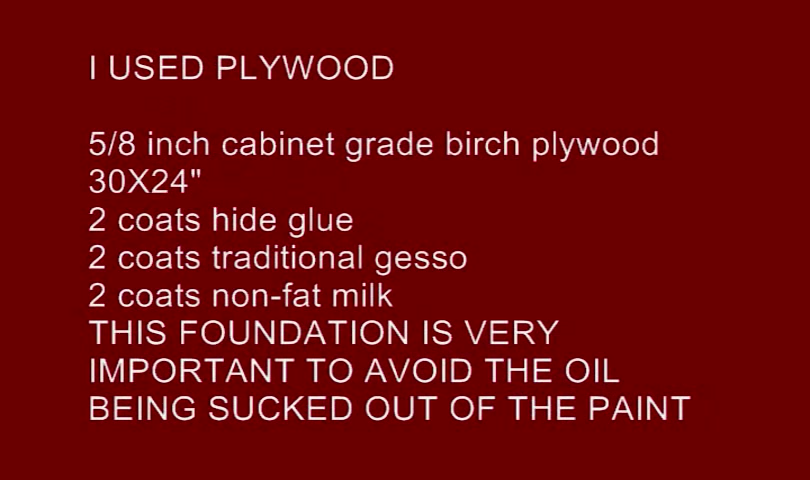 I USED PLYWOOD
5/8 inch cabinet grade birch plywood
30X24"
2 coats hide glue
2 coats traditional gesso
2 coats non-fat milk
THIS FOUNDATION IS VERY
IMPORTANT TO AVOID THE OIL
BEING SUCKED OUT OF THE PAINT